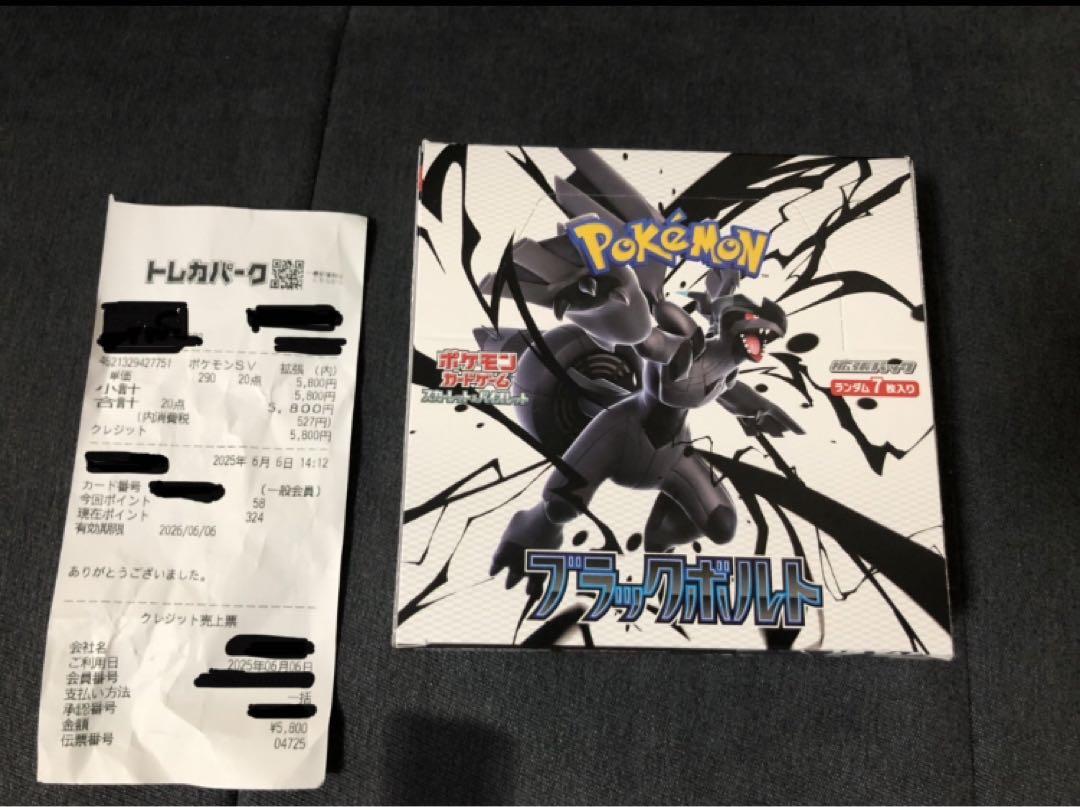 トレカパーク
4521329427751 ポケモンSV 拡張 (内)
単価 290 20点 5,800円
小計 5,800円
合計 20点 5,800円
(内消費税 527円)
クレジット 5,800円
2025年 6月 6日 14:12
カード番号 (一般会員)
今回ポイント 58
現在ポイント 324
有効期限 2026/06/06
ありがとうございました。
クレジット売上票
会社名
ご利用日 2025年06月06日
会員番号
支払い方法 一括
承認番号
金額 ¥5,800
伝票番号 04725
POKéMON
TM
ポケモン
カードゲーム
スカーレット&バイオレット
拡張パック
ランダム7枚入り
ブラックボルト